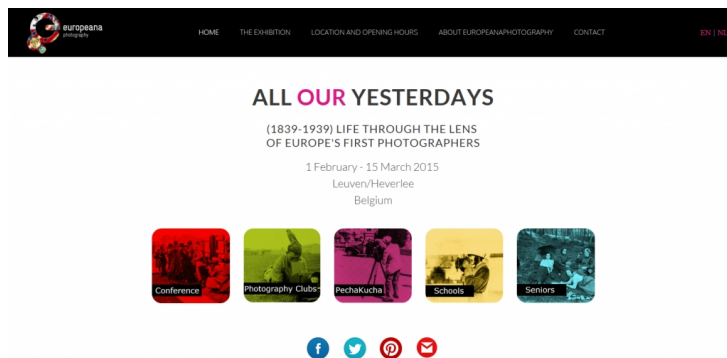 europeana
photography
HOME
THE EXHIBITION
LOCATION AND OPENING HOURS
ABOUT EUROPEANAPHOTOGRAPHY
CONTACT
EN | NL
ALL OUR YESTERDAYS
(1839-1939) LIFE THROUGH THE LENS
OF EUROPE'S FIRST PHOTOGRAPHERS
1 February - 15 March 2015
Leuven/Heverlee
Belgium
Conference
Photography Clubs
PechaKucha
Schools
Seniors